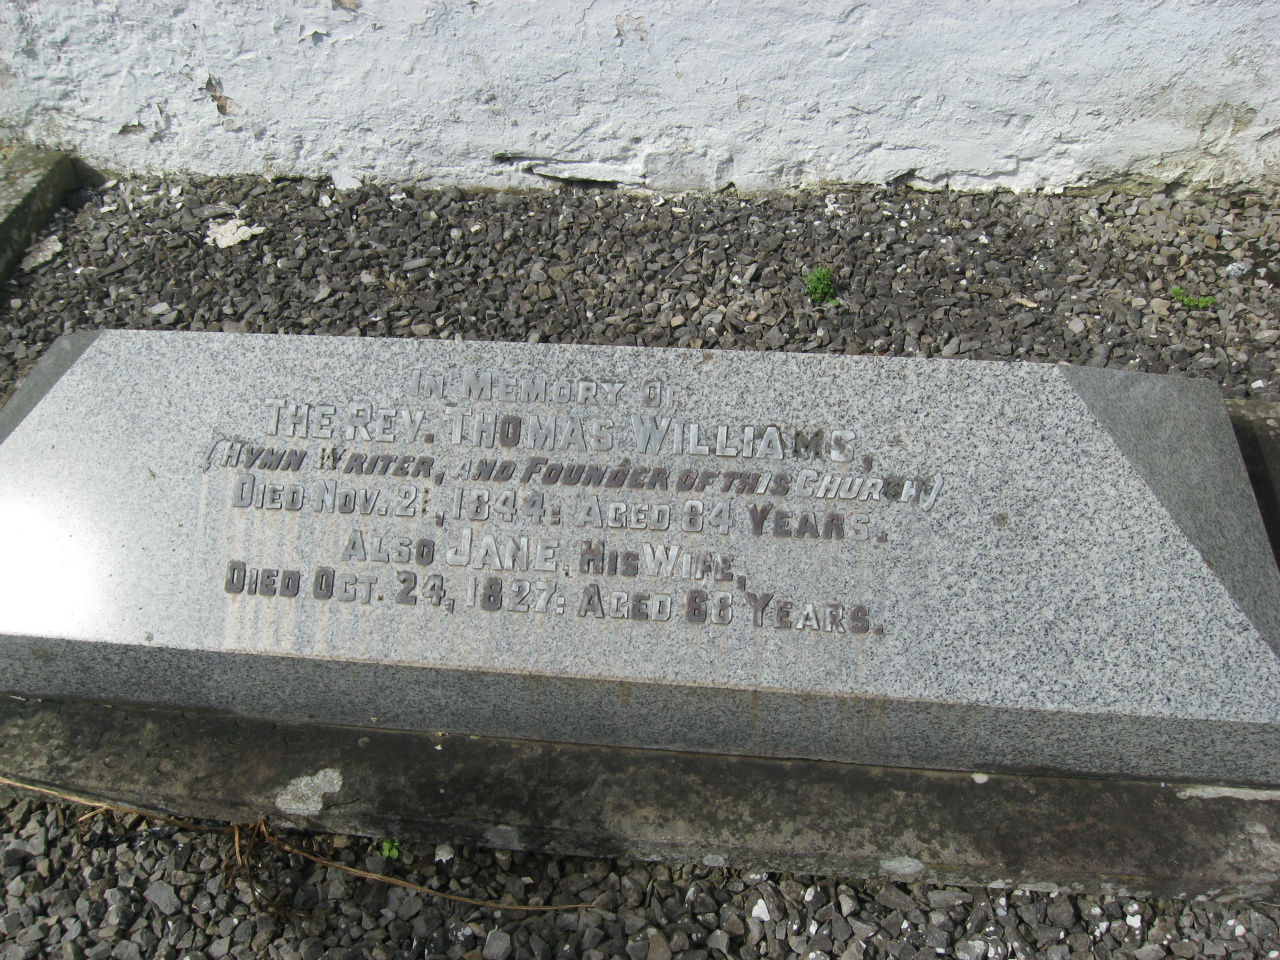 IN MEMORY OF
THE REV. THOMAS WILLIAMS,
(HYMN WRITER, AND FOUNDER OF THIS CHURCH)
DIED NOV. 1844: AGED 84 YEARS.
ALSO JANE, HIS WIFE,
DIED OCT. 24, 1827: AGED 68 YEARS.